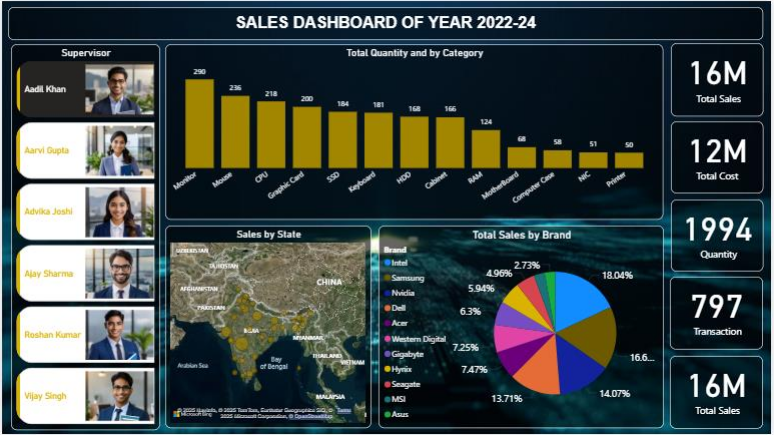 SALES DASHBOARD OF YEAR 2022-24
Supervisor
Aadil Khan
Aarvi Gupta
Advika Joshi
Ajay Sharma
Roshan Kumar
Vijay Singh
Total Quantity and by Category
290
236
218
200
184
181
168
166
124
68
58
51
50
Monitor
Mouse
CPU
Graphic Card
SSD
Keyboard
HDD
Cabinet
RAM
MotherBoard
Computer Case
NIC
Printer
Sales by State
UZBEKISTAN
CHINA
AFGHANISTAN
PAKISTAN
INDIA
MYANMAR
THAILAND
VIETNAM
Arabian Sea
Bay
of Bengal
MALAYSIA
Microsoft Bing
© 2025 Microsoft Corporation, © OpenStreetMap
Terms
Total Sales by Brand
Brand
Intel
Samsung
Nvidia
Dell
Acer
Western Digital
Gigabyte
Hynix
Seagate
MSI
Asus
18.04%
16.6...
14.07%
13.71%
7.47%
7.25%
6.3%
5.94%
4.96%
2.73%
16M
Total Sales
12M
Total Cost
1994
Quantity
797
Transaction
16M
Total Sales